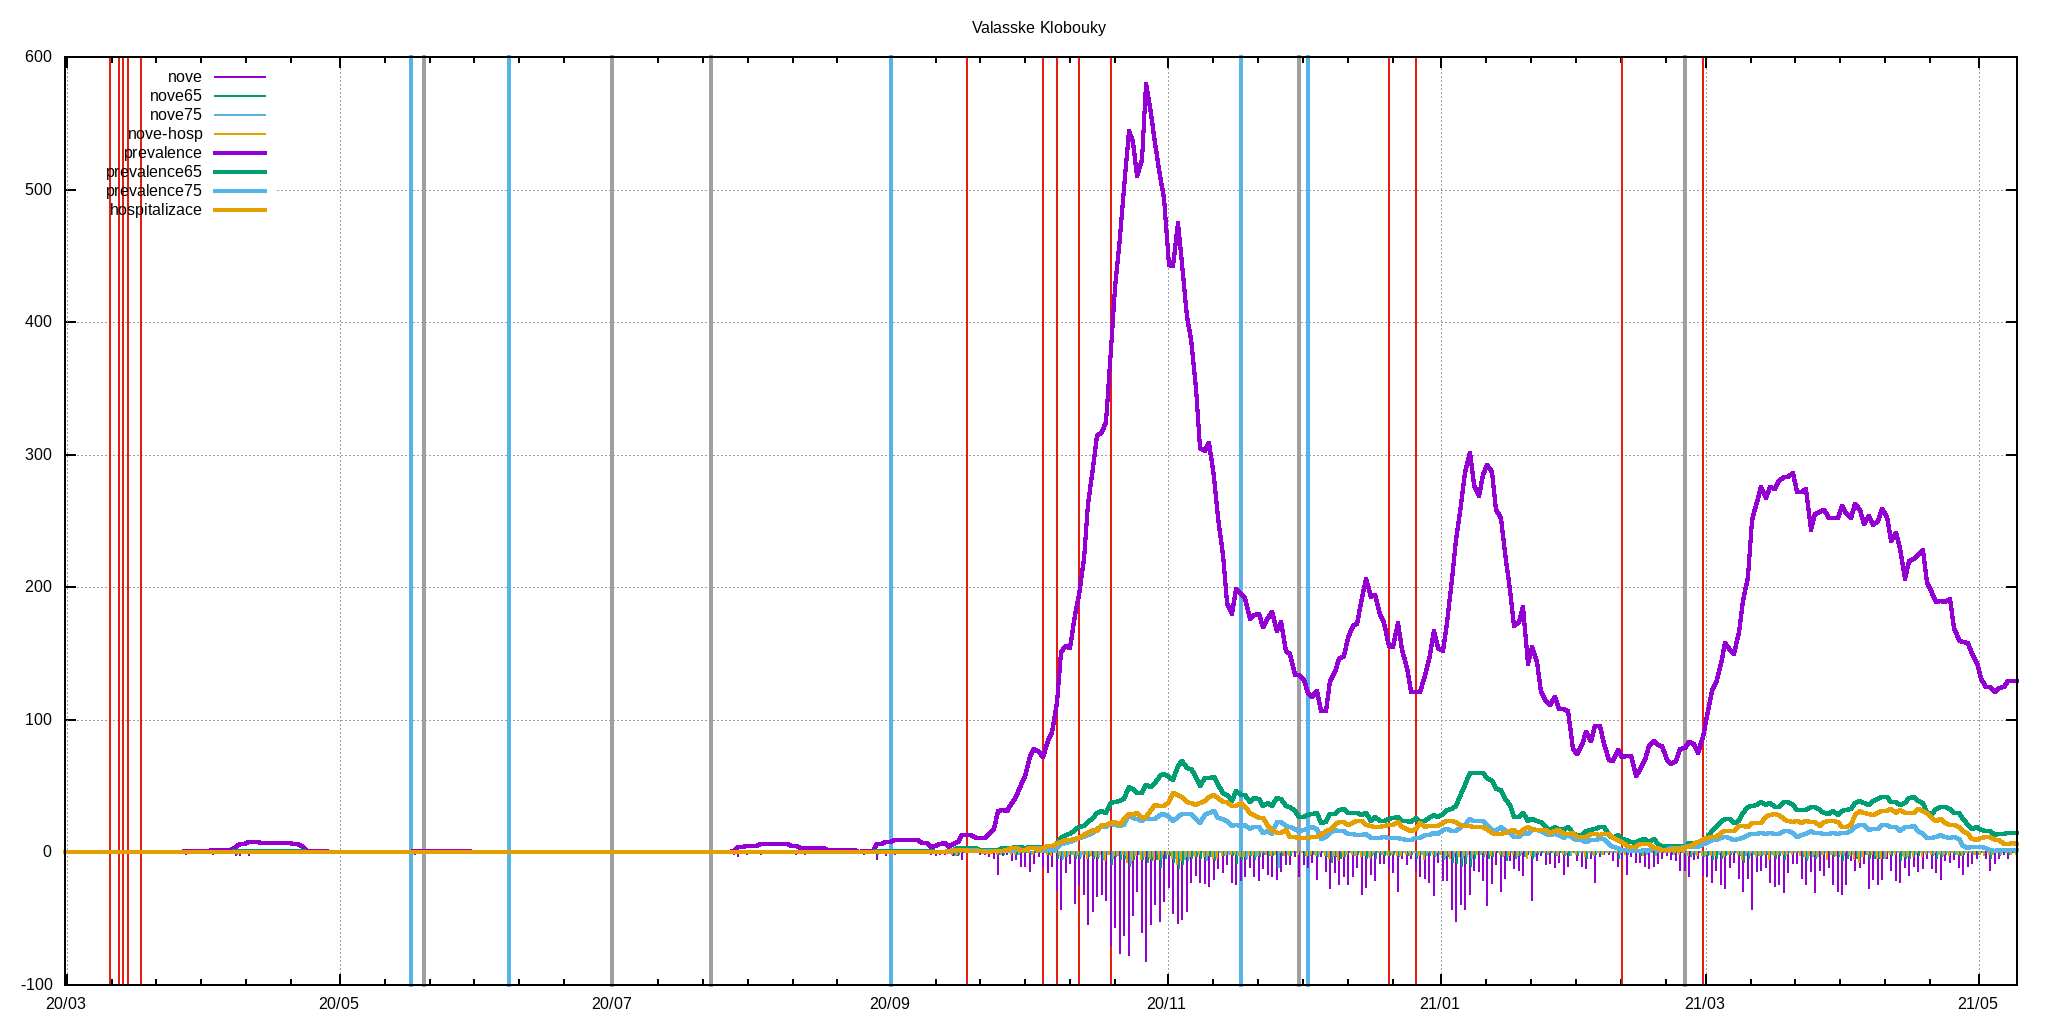 Valasske Klobouky
600
500
400
300
200
100
0
-100
nove
nove65
nove75
nove-hosp
prevalence
prevalence65
prevalence75
hospitalizace
20/03 20/05 20/07 20/09 20/11 21/01 21/03 21/05